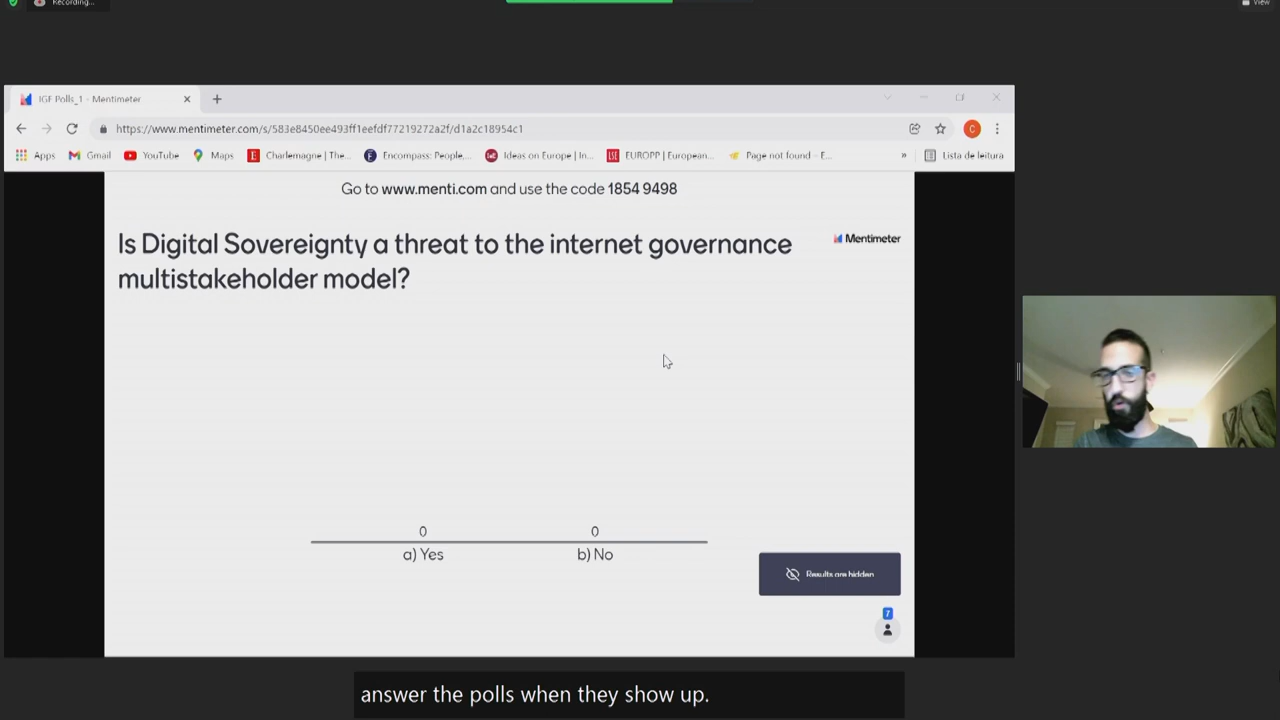 Recording...
View
IGF Polls_1 - Mentimeter
https://www.mentimeter.com/s/583e8450ee493ff1eefdf77219272a2f/d1a2c18954c1
C
Apps Gmail YouTube Maps Charlemagne | The... Encompass: People,... Ideas on Europe | In... EUROPP | European... Page not found – E... » Lista de leitura
Go to www.menti.com and use the code 1854 9498
Is Digital Sovereignty a threat to the internet governance
multistakeholder model?
Mentimeter
0 0
a) Yes b) No
Results are hidden
7
answer the polls when they show up.